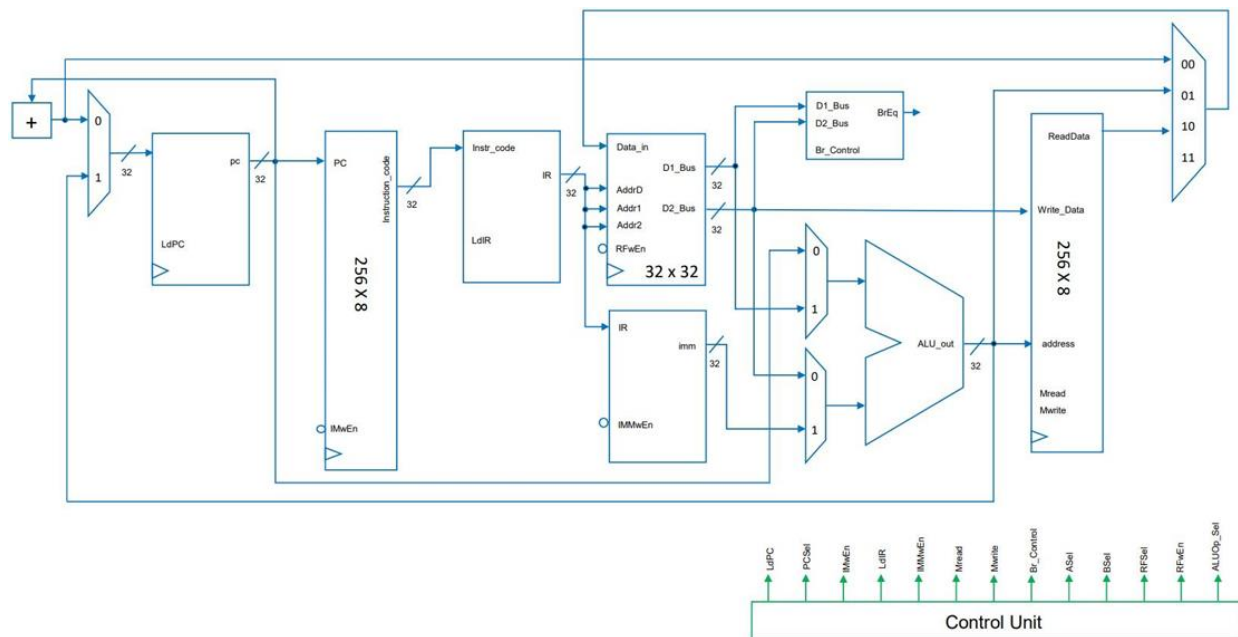 +
0
1
32
pc
32
LdPC
PC
Instruction_code
32
256 X 8
IMwEn
Instr_code
IR
32
LdIR
Data_in
D1_Bus
32
AddrD
Addr1
D2_Bus
32
Addr2
RFwEn
32 x 32
IR
imm
32
IMMwEn
D1_Bus
BrEq
D2_Bus
Br_Control
0
1
0
1
ALU_out
32
ReadData
Write_Data
256 X 8
address
Mread
Mwrite
00
01
10
11
LdPC
PCSel
IMwEn
LdIR
IMMwEn
Mread
Mwrite
Br_Control
ASel
BSel
RFSel
RFwEn
ALUOp_Sel
Control Unit